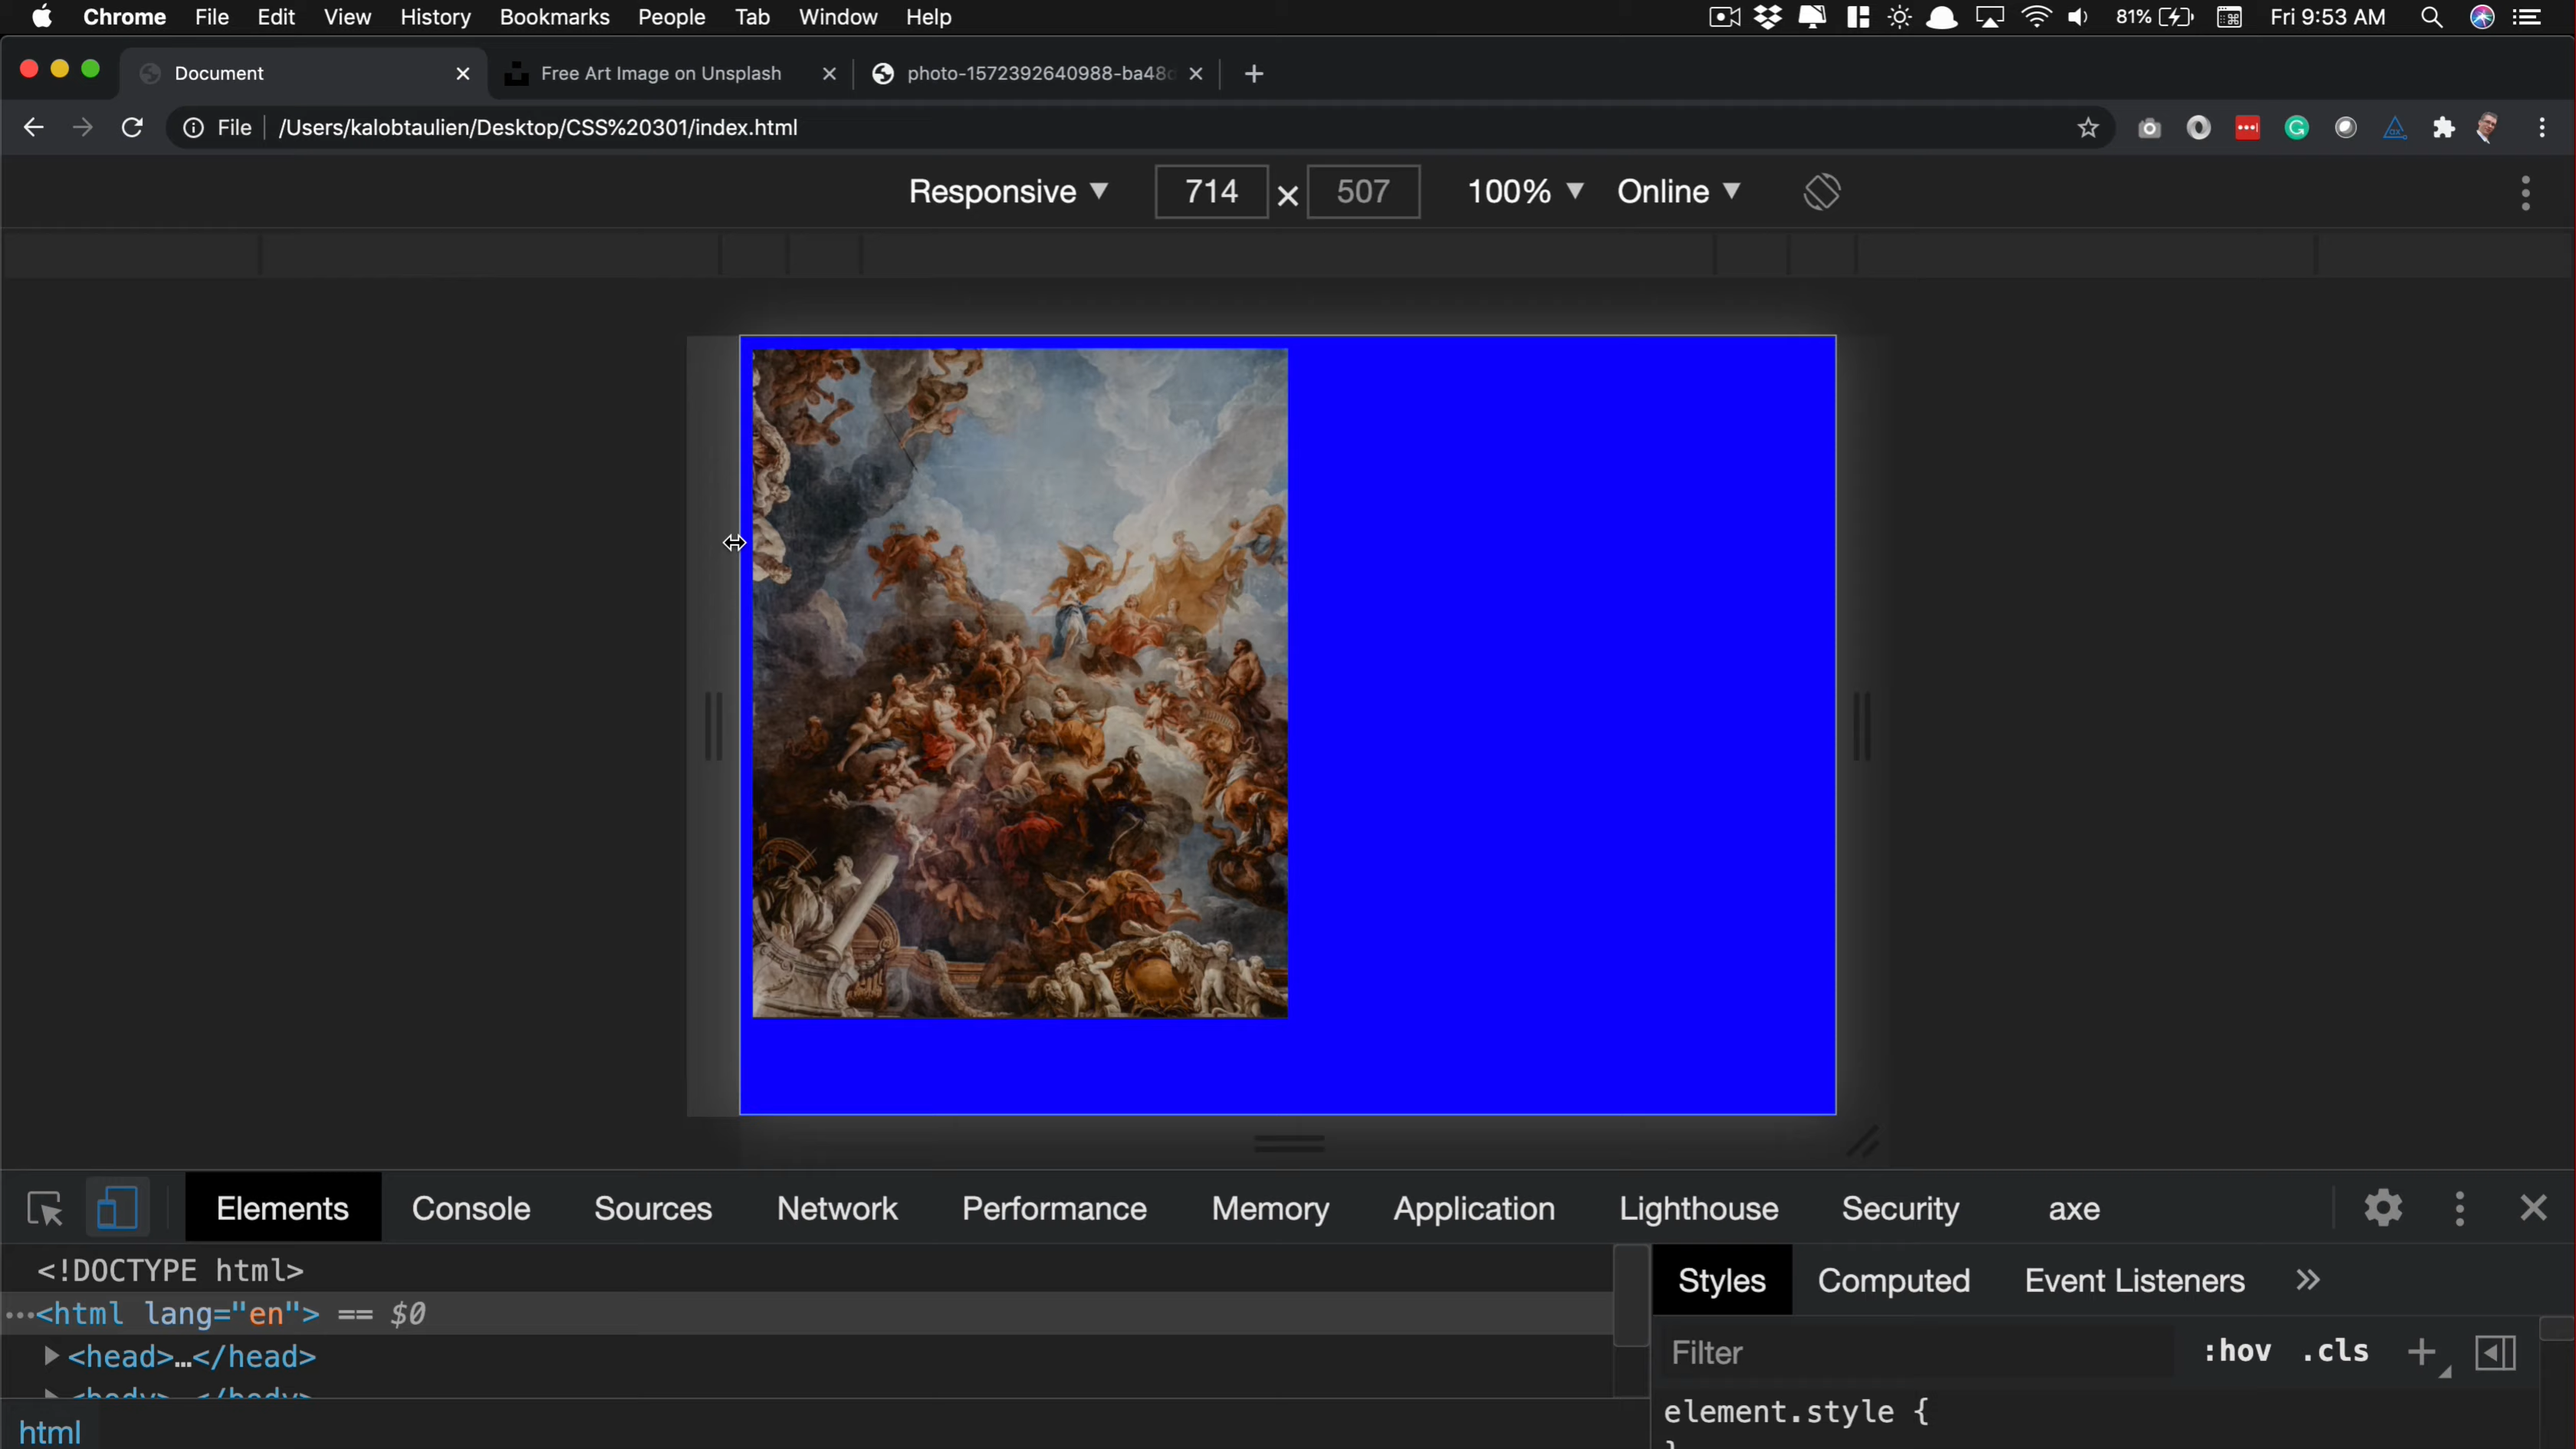 Chrome File Edit View History Bookmarks People Tab Window Help 81% Fri 9:53 AM
Document Free Art Image on Unsplash photo-1572392640988-ba48d
File /Users/kalobtaulien/Desktop/CSS%20301/index.html
Responsive ▼ 714 × 507 100% ▼ Online ▼
Elements Console Sources Network Performance Memory Application Lighthouse Security axe
<!DOCTYPE html>
Styles Computed Event Listeners »
…<html lang="en"> == $0
▶<head>…</head>
Filter :hov .cls +
▶<body>…</body>
element.style {
html
}